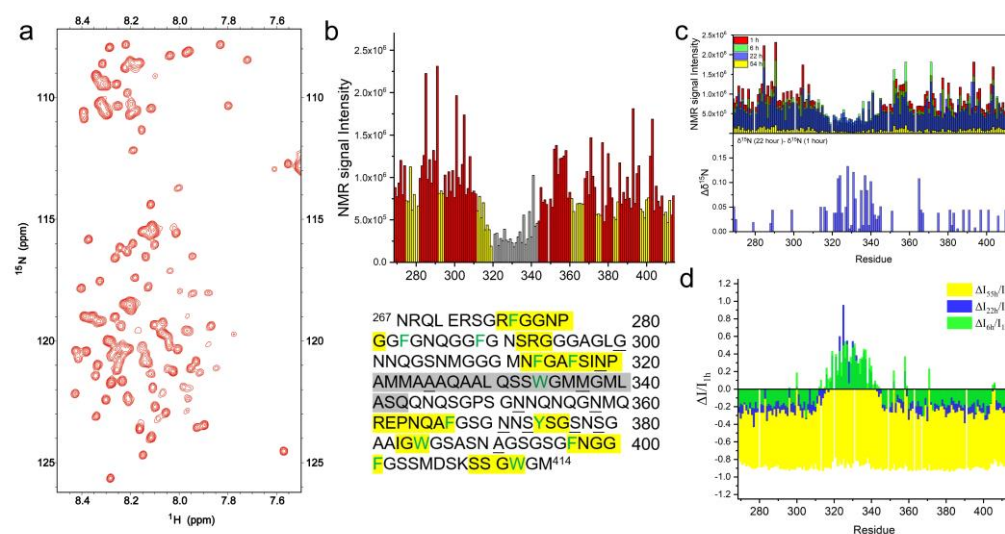 a
8.4 8.2 8.0 7.8 7.6
110
115
120
125
110
115
120
125
8.4 8.2 8.0 7.8 7.6
¹⁵N (ppm)
¹H (ppm)
b
2.5x10⁶
2.0x10⁶
1.5x10⁶
1.0x10⁶
5.0x10⁵
0.0
NMR signal Intensity
280 300 320 340 360 380 400
²⁶⁷ NRQL ERSGRFGGNP 280
GGFGNQGGFG NSRGGGAGLG 300
NNQGSNMGGG MNFGAFSINP 320
AMMAAAQAAL QSSWGMMGML 340
ASQQNQSGPSG NNQNQGNMQ 360
REPNQAFGSG NNSYSGSNSG 380
AAIGWGSASN AGSGSGFNGG 400
FGSSMDSKSS GWGM⁴¹⁴
c
2.5x10⁶
2.0x10⁶
1.5x10⁶
1.0x10⁶
5.0x10⁵
NMR signal Intensity
1 h
6 h
22 h
54 h
δ¹⁵N (22 hour )- δ¹⁵N (1 hour)
0.15
0.10
0.05
0.00
Δδ¹⁵N
280 300 320 340 360 380 400
Residue
d
1.2
1.0
0.8
0.6
0.4
0.2
0.0
-0.2
-0.4
-0.6
-0.8
-1.0
-1.2
ΔI/I₁ₕ
ΔI₅₅ₕ/I
ΔI₂₂ₕ/I
ΔI₆ₕ/I₁
280 300 320 340 360 380 400
Residue